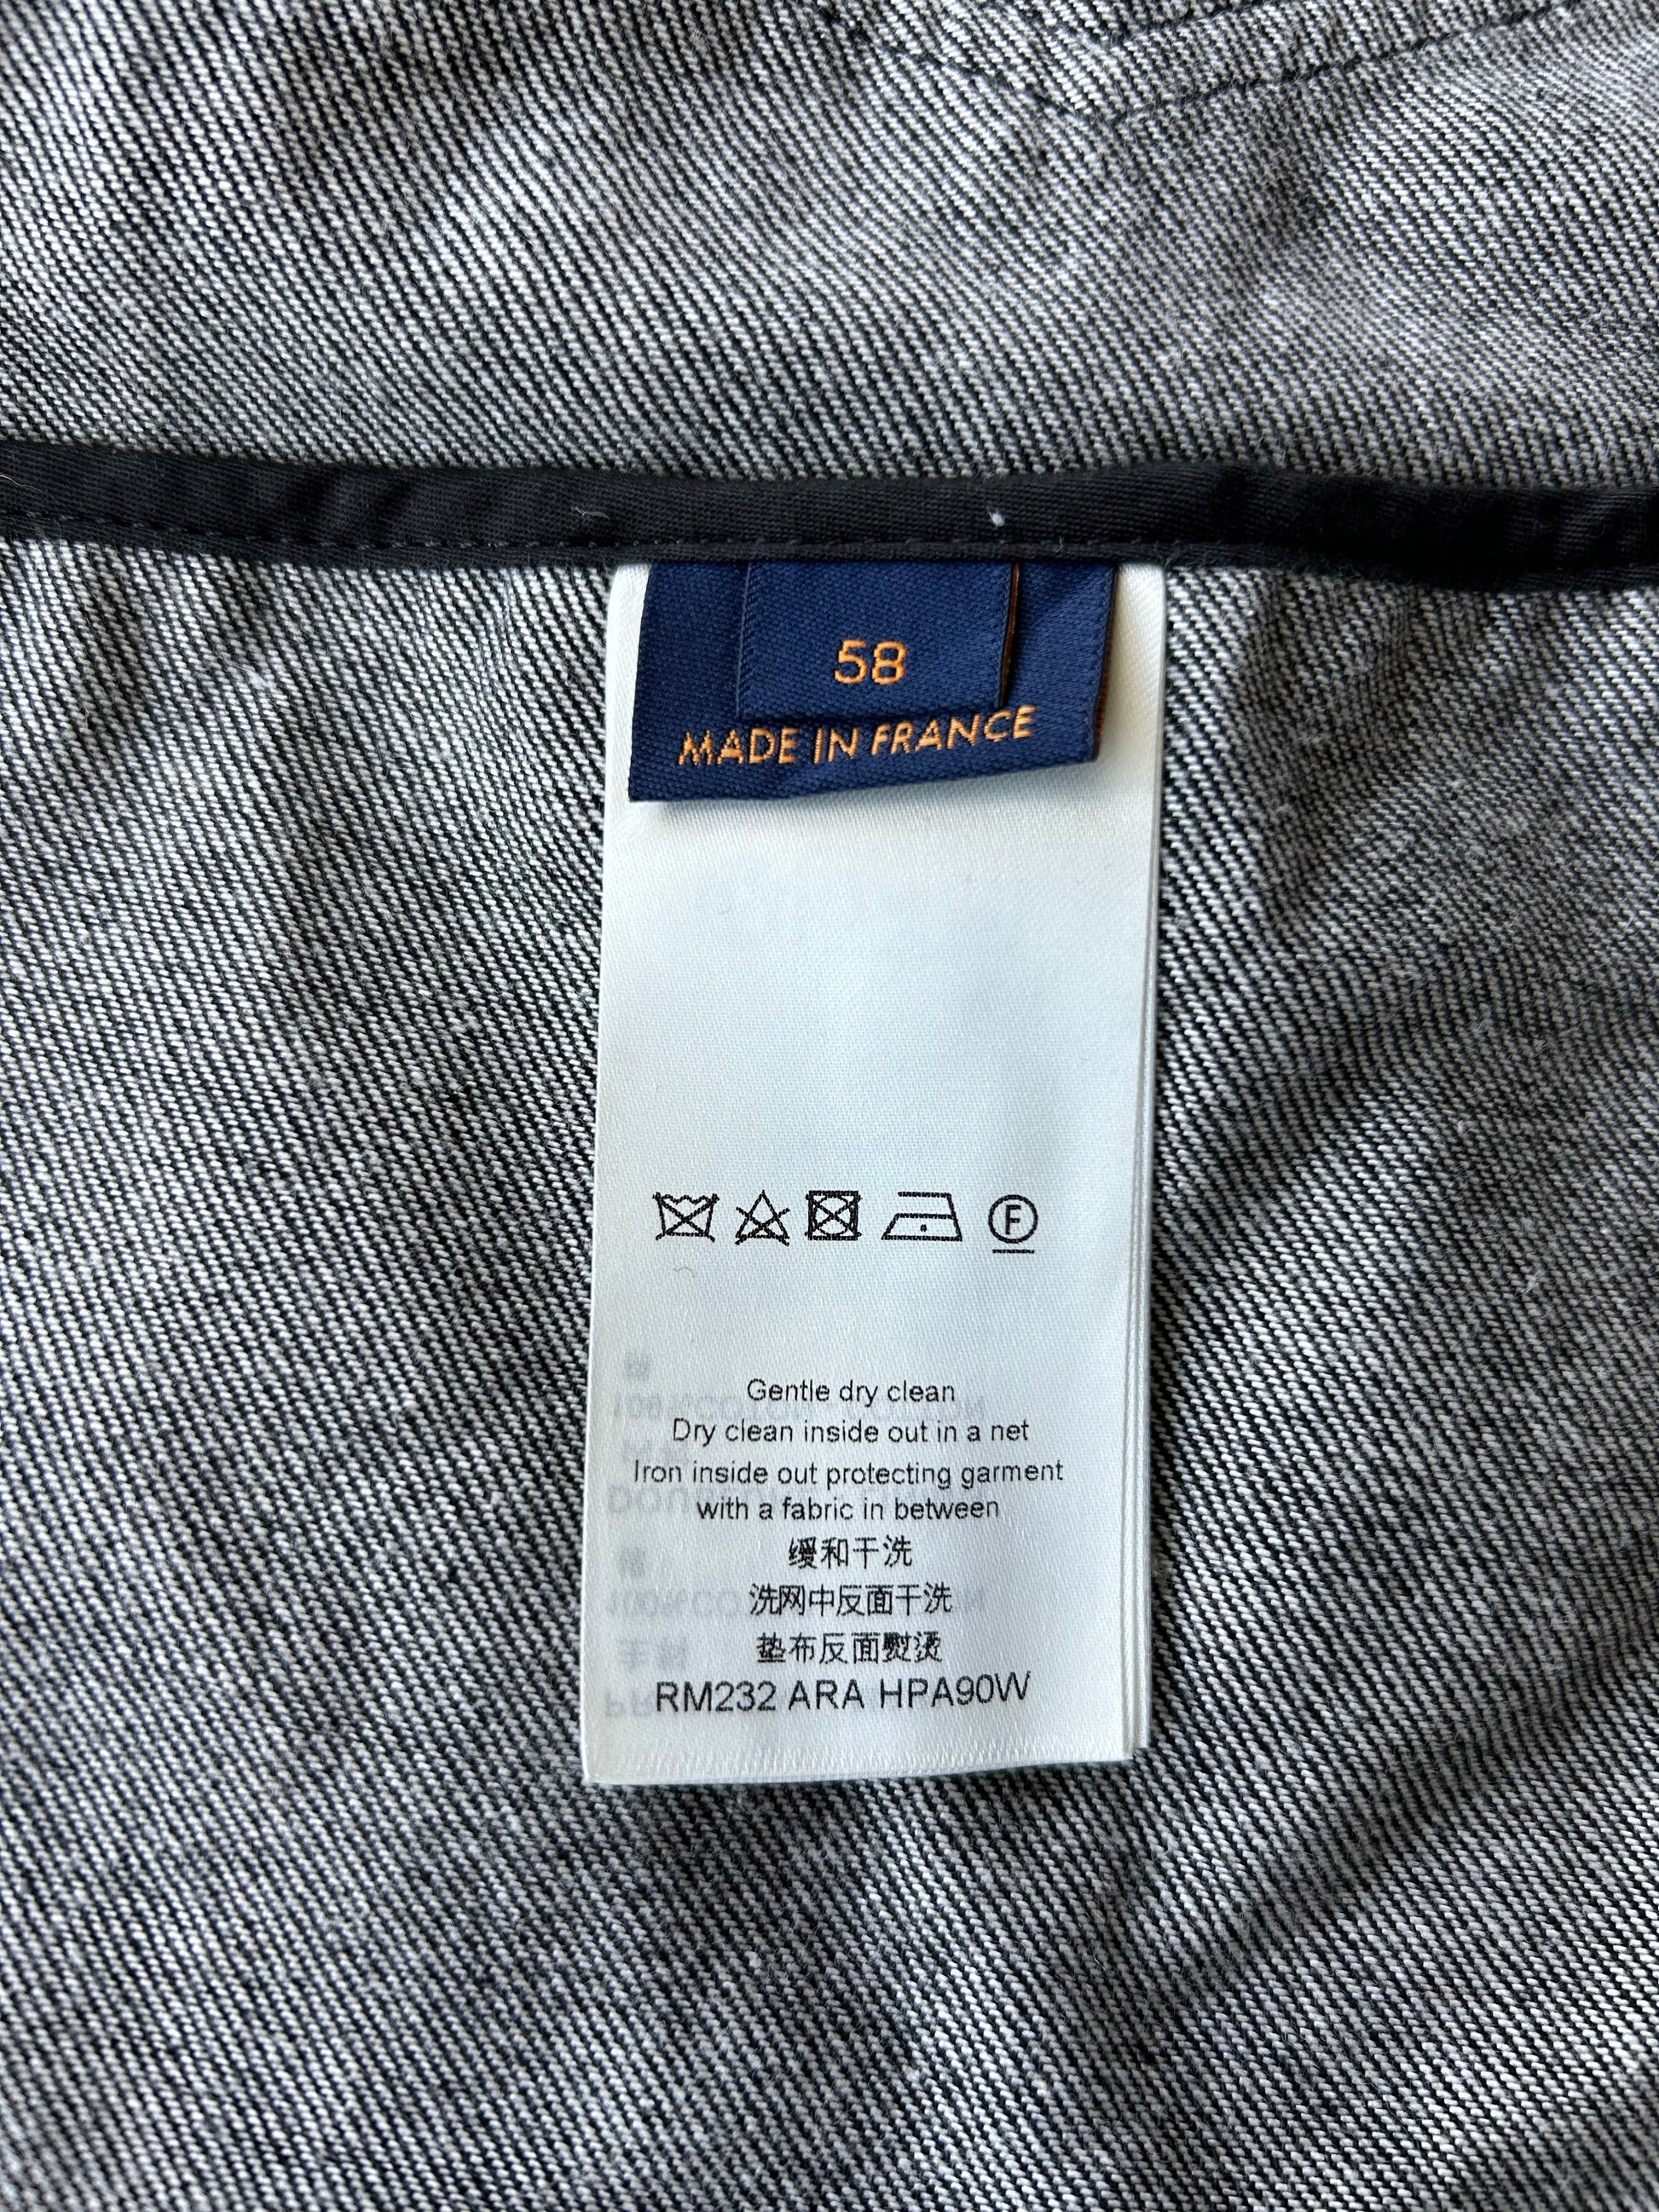 58
MADE IN FRANCE
F
Gentle dry clean
Dry clean inside out in a net
Iron inside out protecting garment
with a fabric in between
缓和干洗
洗网中反面干洗
垫布反面熨烫
RM232 ARA HPA90W